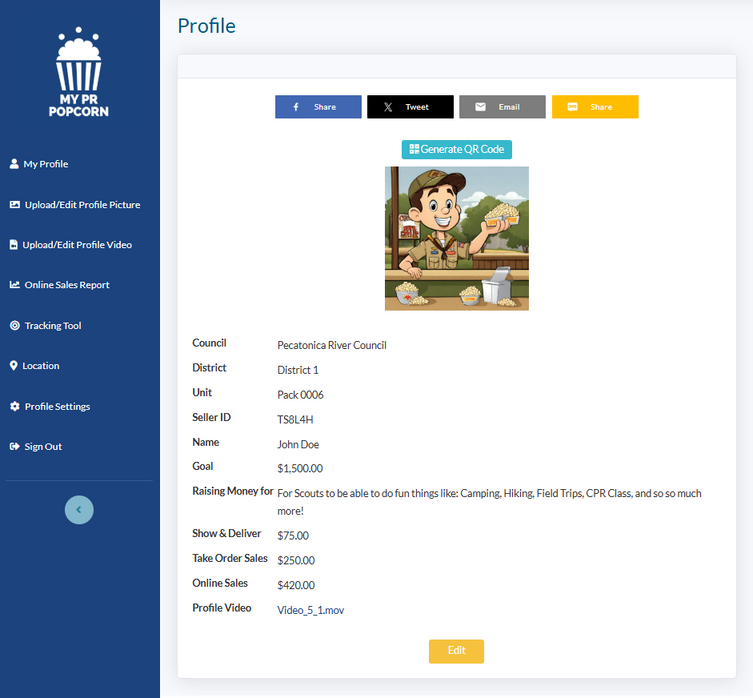 Profile
MY PR
POPCORN
Share
Tweet
Email
Share
Generate QR Code
My Profile
Upload/Edit Profile Picture
Upload/Edit Profile Video
Online Sales Report
Tracking Tool
Location
Profile Settings
Sign Out
Council Pecatonica River Council
District District 1
Unit Pack 0006
Seller ID TS8L4H
Name John Doe
Goal $1,500.00
Raising Money for For Scouts to be able to do fun things like: Camping, Hiking, Field Trips, CPR Class, and so so much
more!
Show & Deliver $75.00
Take Order Sales $250.00
Online Sales $420.00
Profile Video Video_5_1.mov
Edit